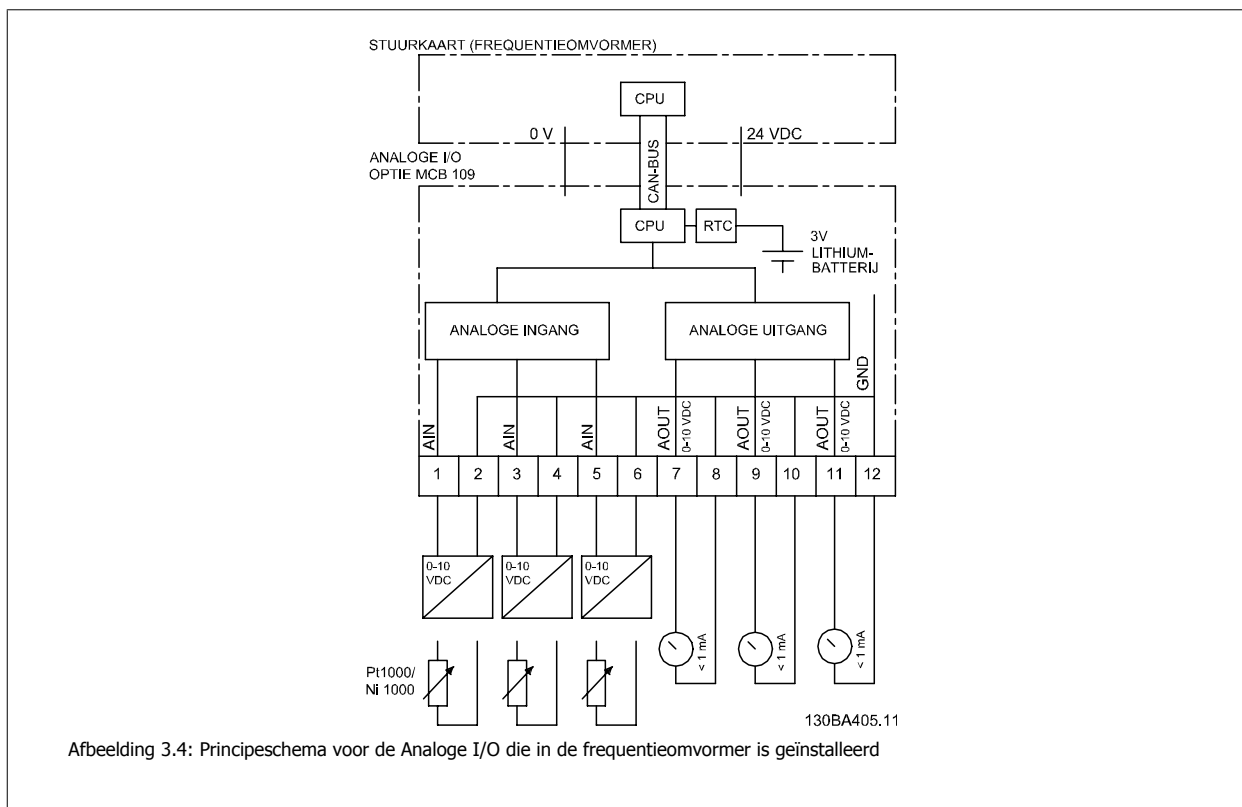 STUURKAART (FREQUENTIEOMVORMER)
CPU
0 V
24 VDC
CAN-BUS
ANALOGE I/O
OPTIE MCB 109
CPU
RTC
3V
LITHIUM-
BATTERIJ
ANALOGE INGANG
ANALOGE UITGANG
GND
AIN
AIN
AIN
AOUT
0-10 VDC
AOUT
0-10 VDC
AOUT
0-10 VDC
1
2
3
4
5
6
7
8
9
10
11
12
0-10
VDC
0-10
VDC
0-10
VDC
< 1 mA
< 1 mA
< 1 mA
Pt1000/
Ni 1000
130BA405.11
Afbeelding 3.4: Principeschema voor de Analoge I/O die in de frequentieomvormer is geïnstalleerd